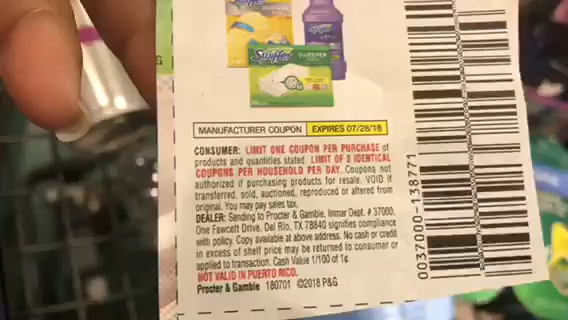 Swiffer
Swiffer
Swiffer
SWEEPER
MANUFACTURER COUPON EXPIRES 07/28/18
CONSUMER: LIMIT ONE COUPON PER PURCHASE of
products and quantities stated. LIMIT OF 2 IDENTICAL
COUPONS PER HOUSEHOLD PER DAY. Coupons not
authorized if purchasing products for resale. VOID if
transferred, sold, auctioned, reproduced or altered from
original. You may pay sales tax.
DEALER: Sending to Procter & Gamble, Inmar Dept. # 37000,
One Fawcett Drive, Del Rio, TX 78840 signifies compliance
with policy. Copy available at above address. No cash or credit
in excess of shelf price may be returned to consumer or
applied to transaction. Cash Value 1/100 of 1¢.
NOT VALID IN PUERTO RICO.
Procter & Gamble 180701 ©2018 P&G
0037000-138771